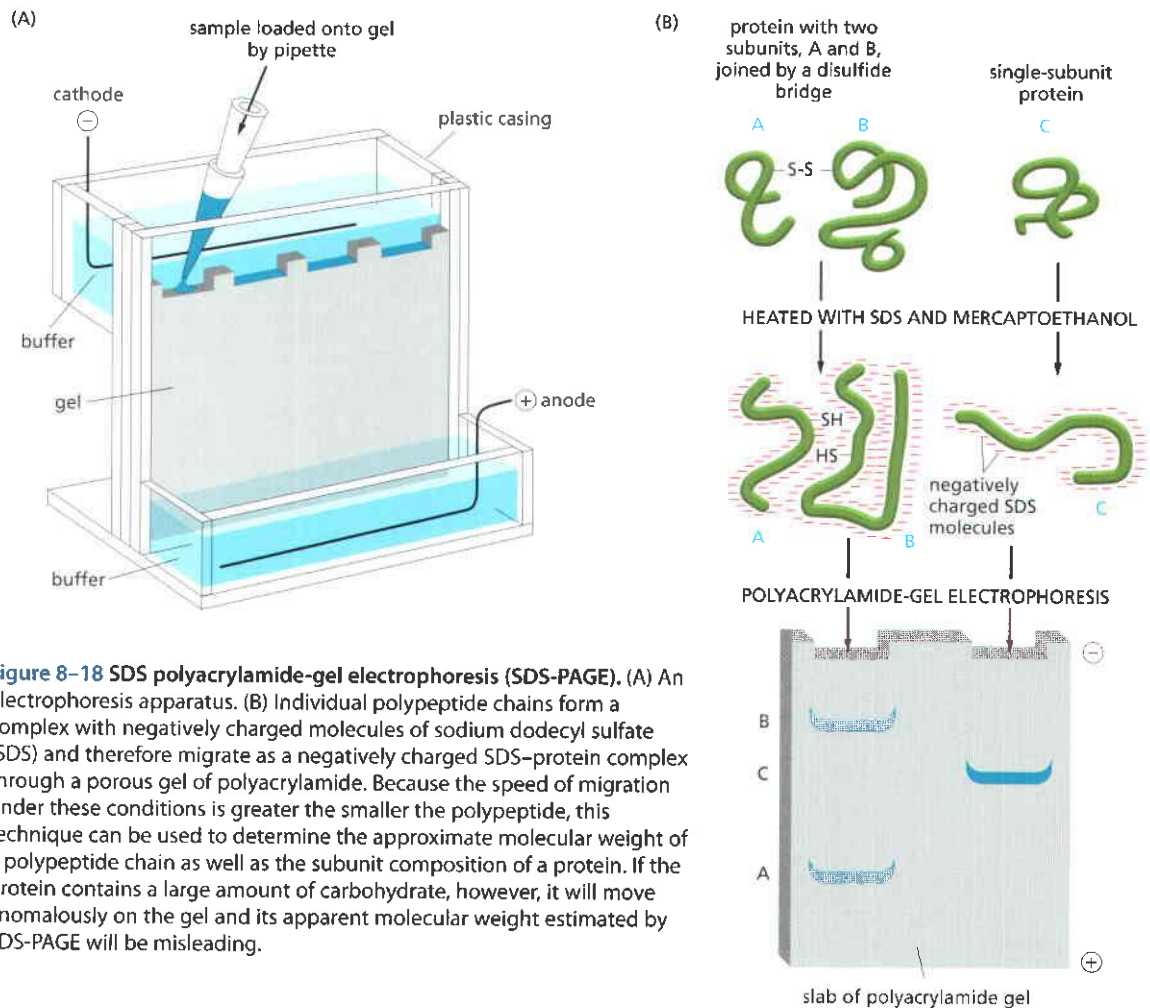 (A)
sample loaded onto gel
by pipette
cathode
−
plastic casing
buffer
gel
+ anode
buffer
(B)
protein with two
subunits, A and B,
joined by a disulfide
bridge
single-subunit
protein
A
B
C
S-S
HEATED WITH SDS AND MERCAPTOETHANOL
SH
HS
negatively
charged SDS
molecules
A
B
C
POLYACRYLAMIDE-GEL ELECTROPHORESIS
−
B
C
A
+
slab of polyacrylamide gel
igure 8–18 SDS polyacrylamide-gel electrophoresis (SDS-PAGE). (A) An
lectrophoresis apparatus. (B) Individual polypeptide chains form a
omplex with negatively charged molecules of sodium dodecyl sulfate
SDS) and therefore migrate as a negatively charged SDS–protein complex
hrough a porous gel of polyacrylamide. Because the speed of migration
nder these conditions is greater the smaller the polypeptide, this
echnique can be used to determine the approximate molecular weight of
polypeptide chain as well as the subunit composition of a protein. If the
rotein contains a large amount of carbohydrate, however, it will move
nomalously on the gel and its apparent molecular weight estimated by
DS-PAGE will be misleading.